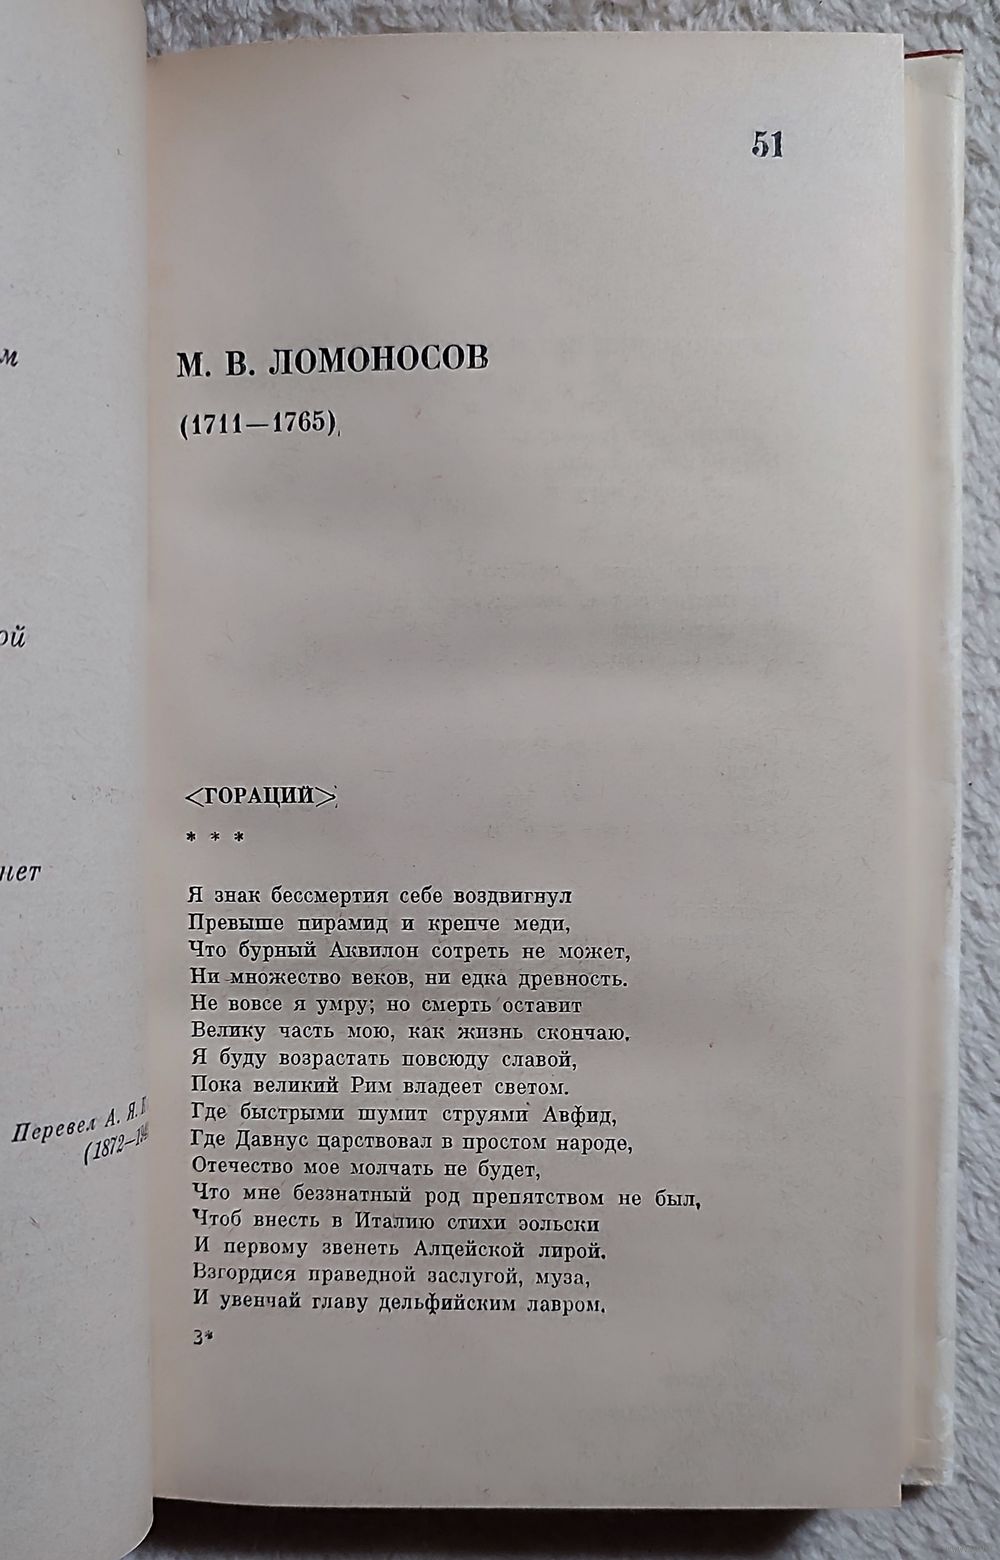 м
ой
нет
Перевел А. Я.
51
М. В. ЛОМОНОСОВ
(1711—1765)
<ГОРАЦИЙ>
* * *
Я знак бессмертия себе воздвигнул
Превыше пирамид и крепче меди,
Что бурный Аквилон сотреть не может,
Ни множество веков, ни едка древность.
Не вовсе я умру; но смерть оставит
Велику часть мою, как жизнь скончаю.
Я буду возрастать повсюду славой,
Пока великий Рим владеет светом.
Где быстрыми шумит струями Авфид,
Где Давнус царствовал в простом народе,
Отечество мое молчать не будет,
Что мне беззнатный род препятством не был,
Чтоб внесть в Италию стихи эольски
И первому звенеть Алцейской лирой.
Взгордися праведной заслугой, муза,
И увенчай главу дельфийским лавром.
3*